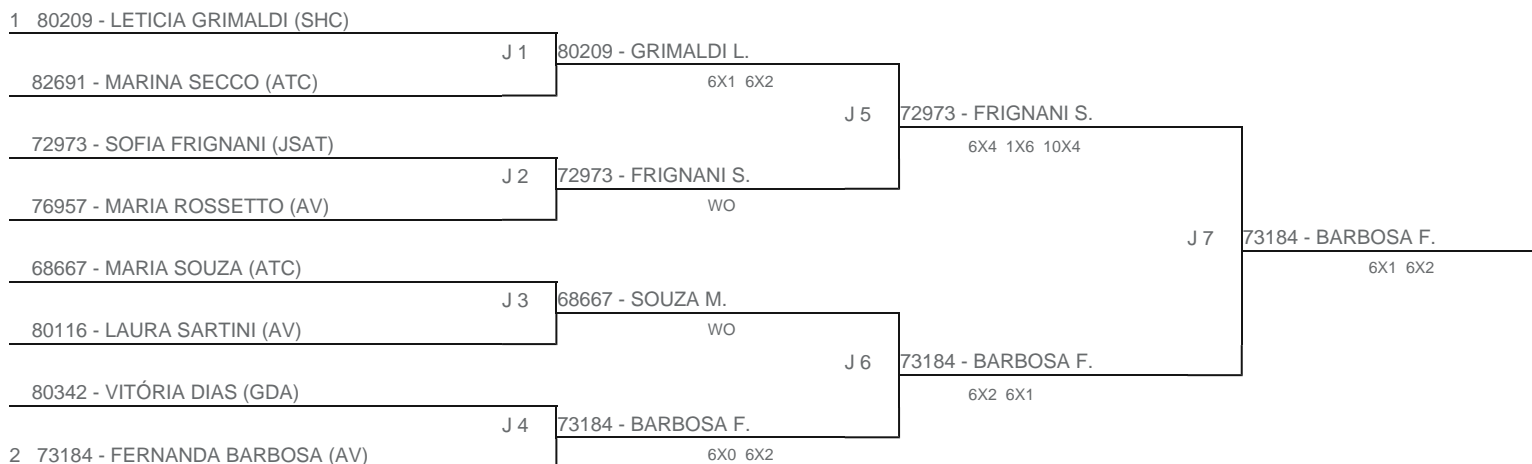 1 80209 - LETICIA GRIMALDI (SHC)
J 1
80209 - GRIMALDI L.
82691 - MARINA SECCO (ATC)
6X1 6X2
J 5
72973 - FRIGNANI S.
72973 - SOFIA FRIGNANI (JSAT)
6X4 1X6 10X4
J 2
72973 - FRIGNANI S.
76957 - MARIA ROSSETTO (AV)
WO
J 7
73184 - BARBOSA F.
68667 - MARIA SOUZA (ATC)
6X1 6X2
J 3
68667 - SOUZA M.
80116 - LAURA SARTINI (AV)
WO
J 6
73184 - BARBOSA F.
80342 - VITÓRIA DIAS (GDA)
6X2 6X1
J 4
73184 - BARBOSA F.
2 73184 - FERNANDA BARBOSA (AV)
6X0 6X2